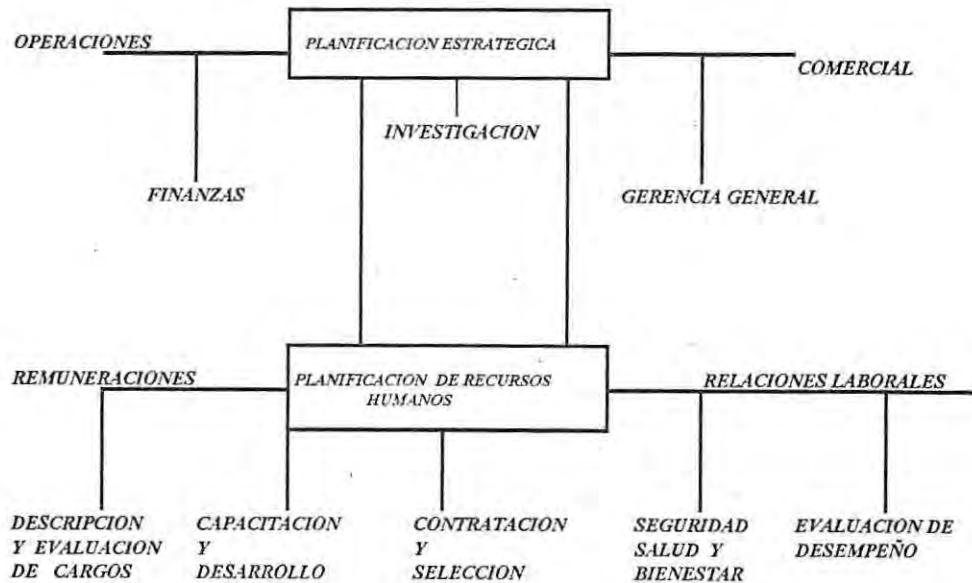 OPERACIONES
PLANIFICACION ESTRATEGICA
COMERCIAL
INVESTIGACION
FINANZAS
GERENCIA GENERAL
REMUNERACIONES
PLANIFICACION DE RECURSOS
HUMANOS
RELACIONES LABORALES
DESCRIPCION
Y EVALUACION
DE CARGOS
CAPACITACION
Y
DESARROLLO
CONTRATACION
Y
SELECCION
SEGURIDAD
SALUD Y
BIENESTAR
EVALUACION DE
DESEMPEÑO